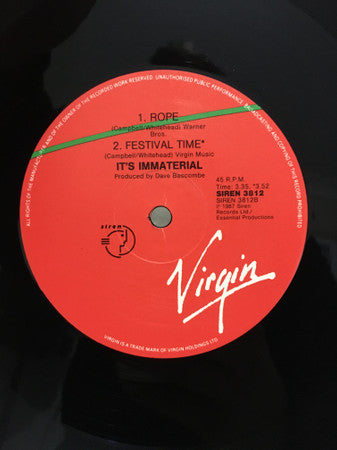 ALL RIGHTS OF THE MANUFACTURER AND OF THE OWNER OF THE RECORDED WORK RESERVED. UNAUTHORISED PUBLIC PERFORMANCE, BROADCASTING AND COPYING OF THIS RECORD PROHIBITED
1. ROPE
(Campbell/Whitehead) Warner
Bros.
2. FESTIVAL TIME*
(Campbell/Whitehead) Virgin Music
IT'S IMMATERIAL
Produced by Dave Bascombe
45 R.P.M.
Time: 3.35, *3.52
SIREN 3812
SIREN 3812B
℗ 1987 Siren
Records Ltd./
Essential Productions
siren
Virgin
VIRGIN IS A TRADE MARK OF VIRGIN HOLDINGS LTD